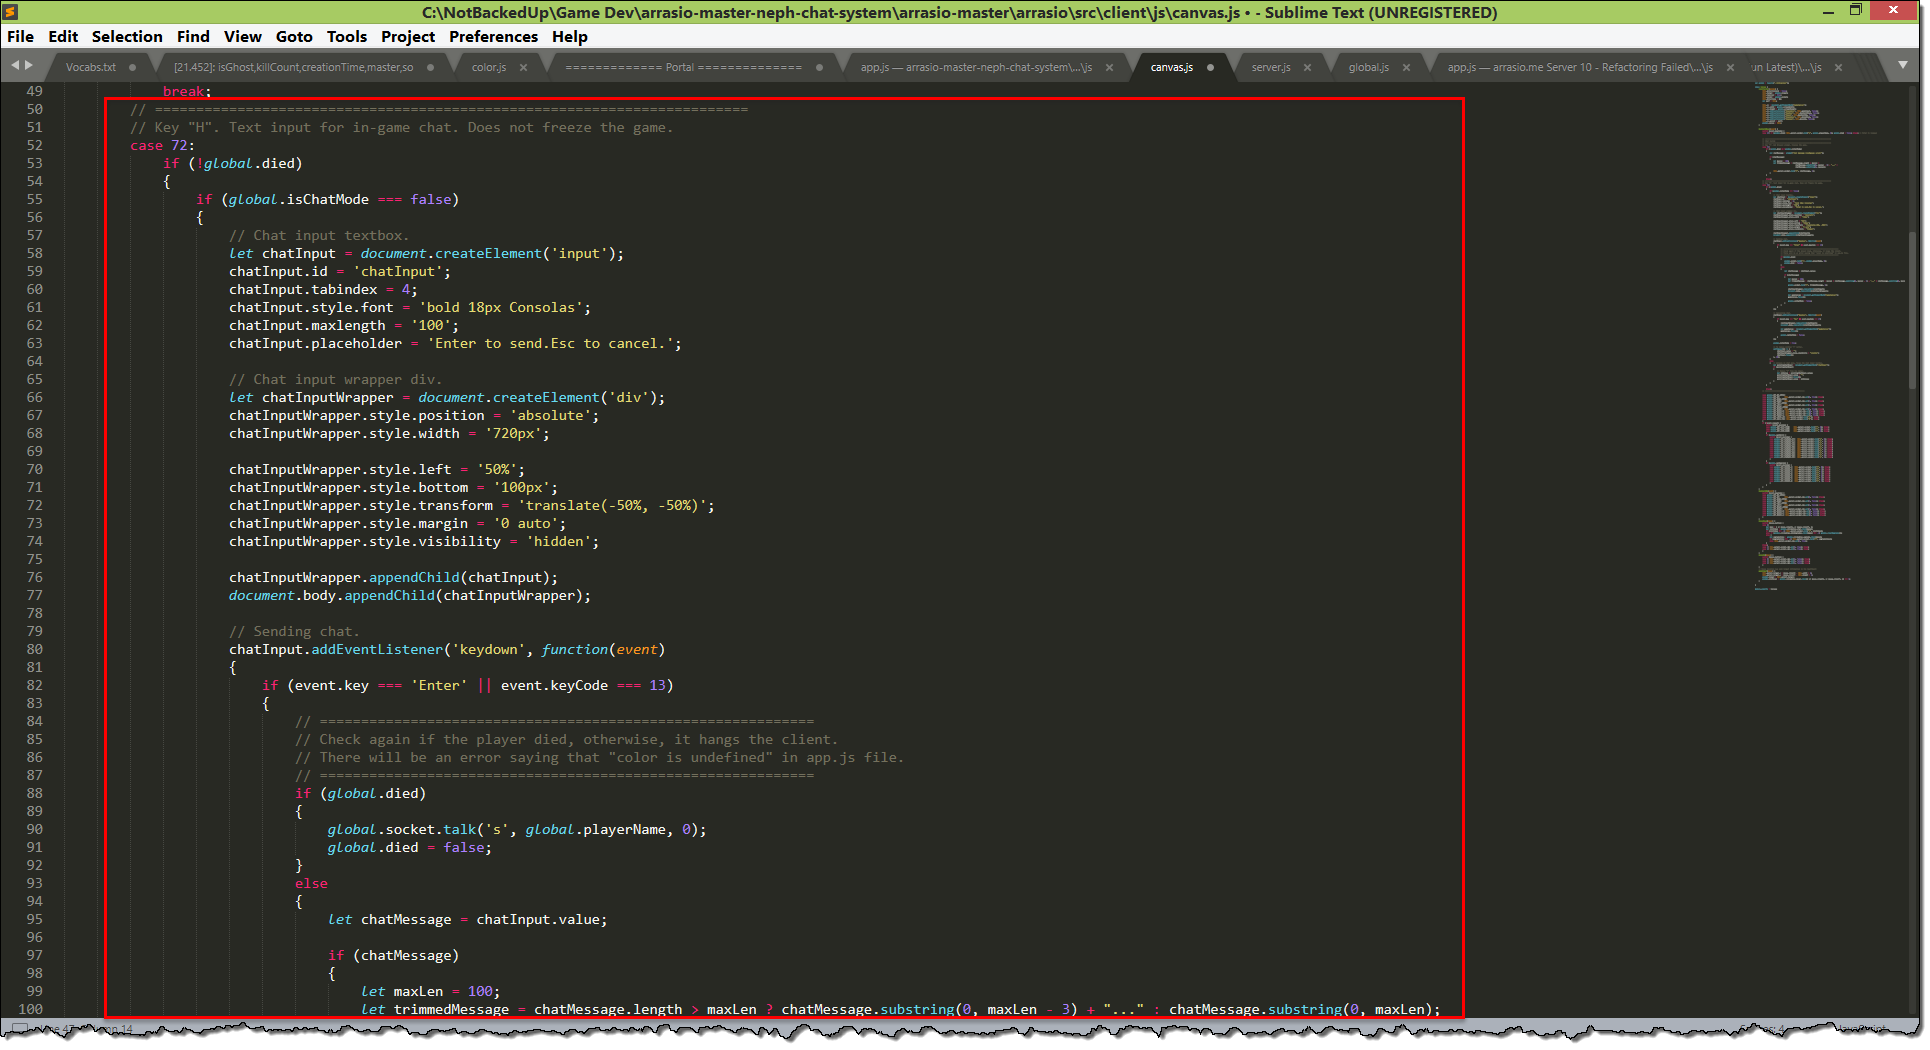 C:\NotBackedUp\Game Dev\arrasio-master-neph-chat-system\arrasio-master\arrasio\src\client\js\canvas.js • - Sublime Text (UNREGISTERED)
File Edit Selection Find View Goto Tools Project Preferences Help
Vocabs.txt [21.452]: isGhost,killCount,creationTime,master,so color.js ============= Portal ============== app.js — arrasio-master-neph-chat-system\...\js canvas.js server.js global.js app.js — arrasio.me Server 10 - Refactoring Failed\...\js un Latest)\...\js
49 break;
50 // ========================================================================
51 // Key "H". Text input for in-game chat. Does not freeze the game.
52 case 72:
53 if (!global.died)
54 {
55 if (global.isChatMode === false)
56 {
57 // Chat input textbox.
58 let chatInput = document.createElement('input');
59 chatInput.id = 'chatInput';
60 chatInput.tabindex = 4;
61 chatInput.style.font = 'bold 18px Consolas';
62 chatInput.maxlength = '100';
63 chatInput.placeholder = 'Enter to send.Esc to cancel.';
64
65 // Chat input wrapper div.
66 let chatInputWrapper = document.createElement('div');
67 chatInputWrapper.style.position = 'absolute';
68 chatInputWrapper.style.width = '720px';
69
70 chatInputWrapper.style.left = '50%';
71 chatInputWrapper.style.bottom = '100px';
72 chatInputWrapper.style.transform = 'translate(-50%, -50%)';
73 chatInputWrapper.style.margin = '0 auto';
74 chatInputWrapper.style.visibility = 'hidden';
75
76 chatInputWrapper.appendChild(chatInput);
77 document.body.appendChild(chatInputWrapper);
78
79 // Sending chat.
80 chatInput.addEventListener('keydown', function(event)
81 {
82 if (event.key === 'Enter' || event.keyCode === 13)
83 {
84 // ============================================================
85 // Check again if the player died, otherwise, it hangs the client.
86 // There will be an error saying that "color is undefined" in app.js file.
87 // ============================================================
88 if (global.died)
89 {
90 global.socket.talk('s', global.playerName, 0);
91 global.died = false;
92 }
93 else
94 {
95 let chatMessage = chatInput.value;
96
97 if (chatMessage)
98 {
99 let maxLen = 100;
100 let trimmedMessage = chatMessage.length > maxLen ? chatMessage.substring(0, maxLen - 3) + "..." : chatMessage.substring(0, maxLen);